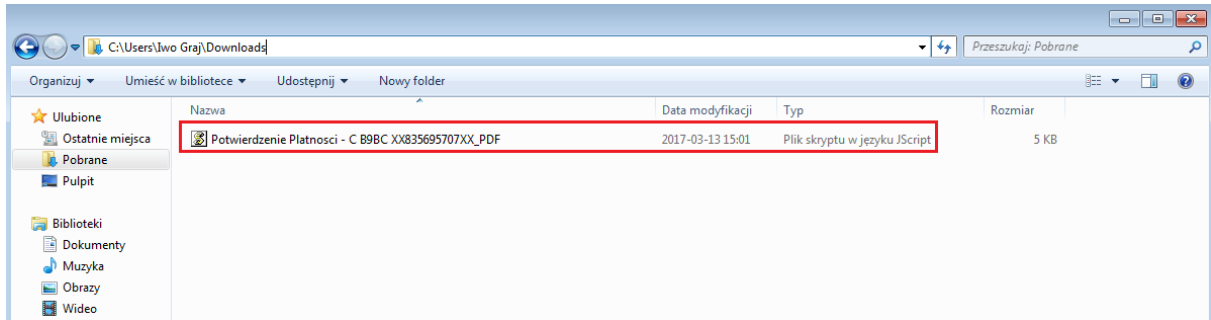 C:\Users\Iwo Graj\Downloads
Przeszukaj: Pobrane
Organizuj Umieść w bibliotece Udostępnij Nowy folder
Ulubione
Ostatnie miejsca
Pobrane
Pulpit
Biblioteki
Dokumenty
Muzyka
Obrazy
Wideo
Nazwa Data modyfikacji Typ Rozmiar
Potwierdzenie Platnosci - C B9BC XX835695707XX_PDF 2017-03-13 15:01 Plik skryptu w języku JScript 5 KB